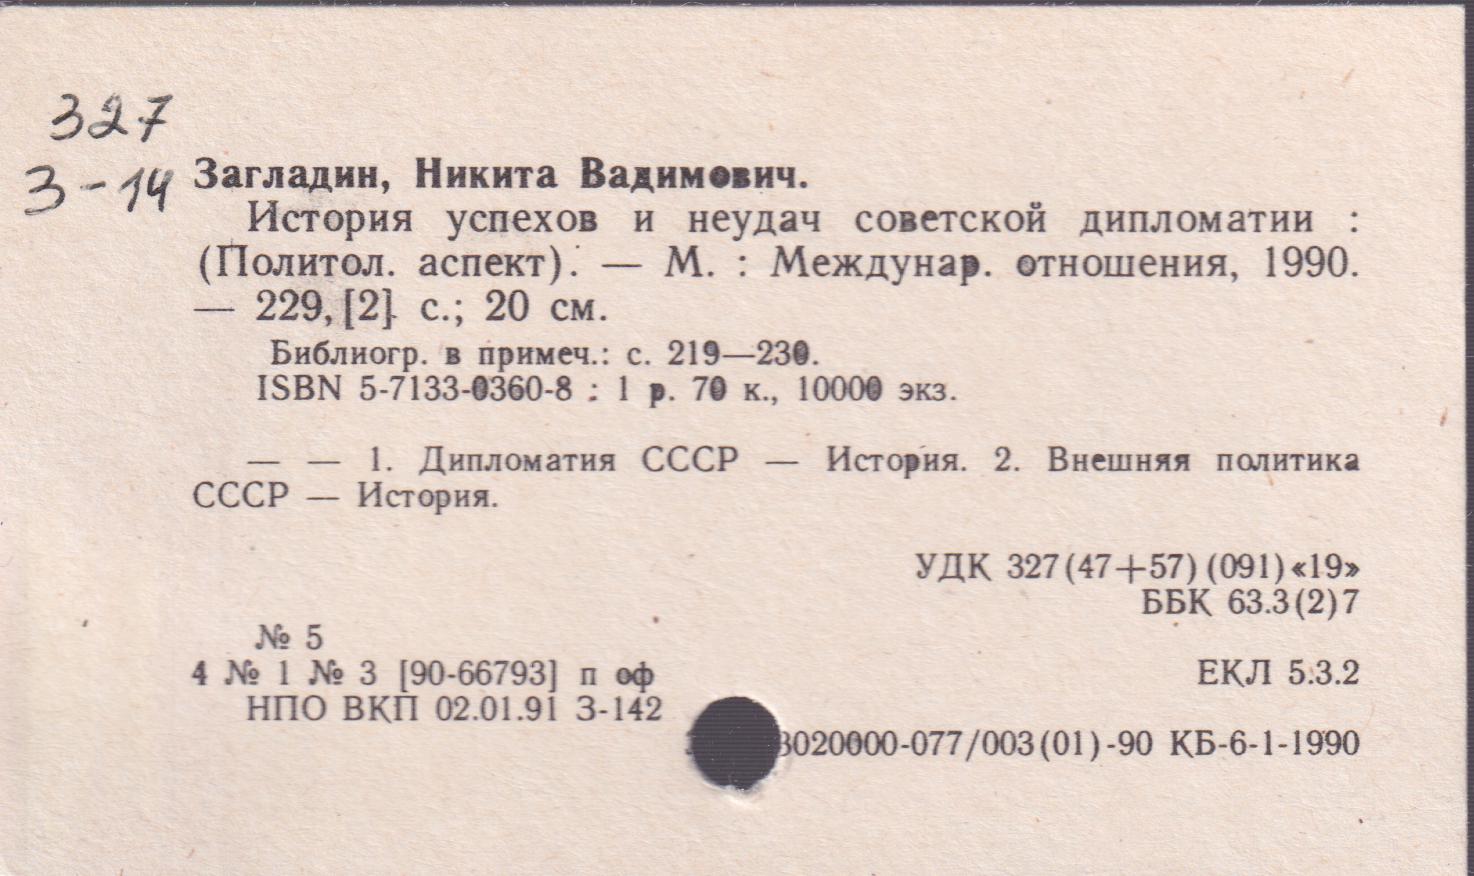 327
З-14
Загладин, Никита Вадимович.
История успехов и неудач советской дипломатии :
(Политол. аспект). — М. : Междунар. отношения, 1990.
— 229, [2] с.; 20 см.
Библиогр. в примеч.: с. 219—230.
ISBN 5-7133-0360-8 : 1 р. 70 к., 10000 экз.
— — 1. Дипломатия СССР — История. 2. Внешняя политика
СССР — История.
УДК 327(47+57)(091)«19»
ББК 63.3(2)7
№ 5
4 № 1 № 3 [90-66793] п оф
ЕКЛ 5.3.2
НПО ВКП 02.01.91 З-142
3020000-077/003(01)-90 КБ-6-1-1990